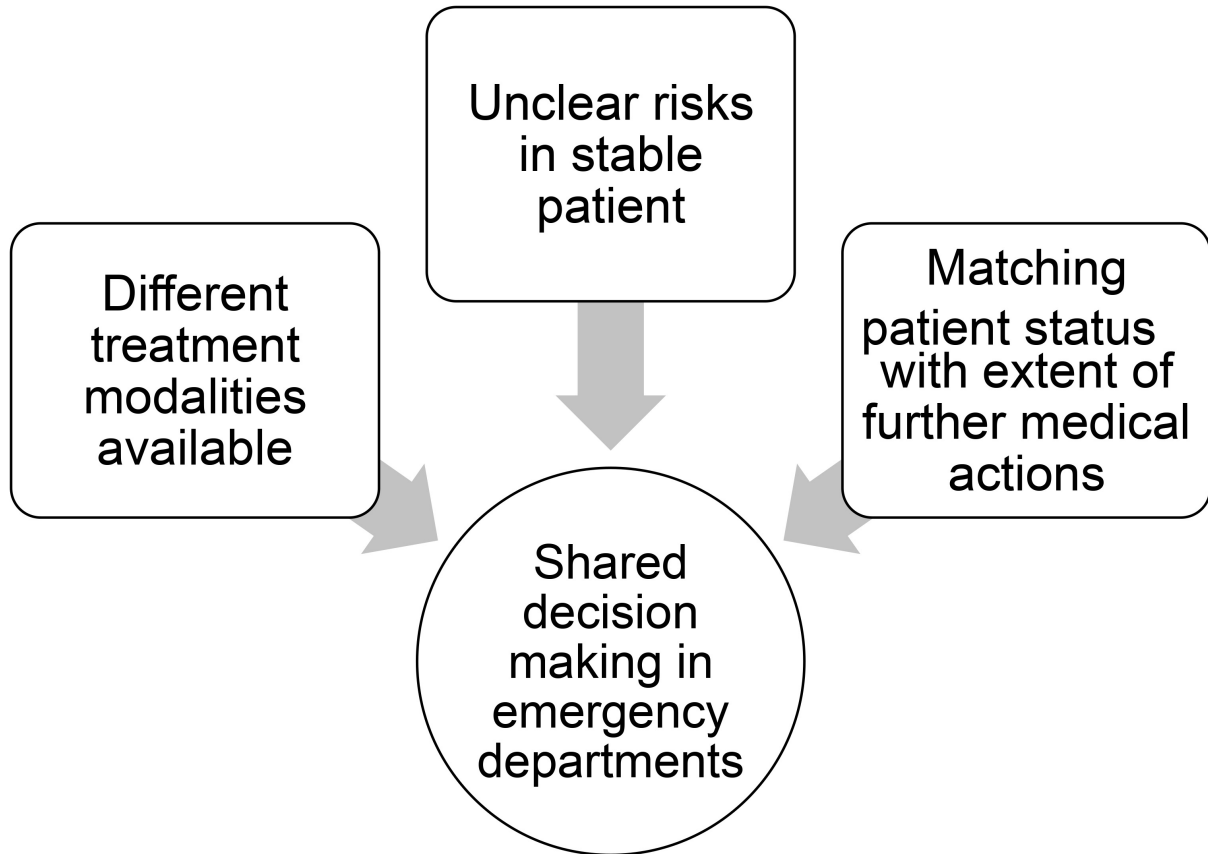 Unclear risks
in stable
patient
Different
treatment
modalities
available
Matching
patient status
with extent of
further medical
actions
Shared
decision
making in
emergency
departments